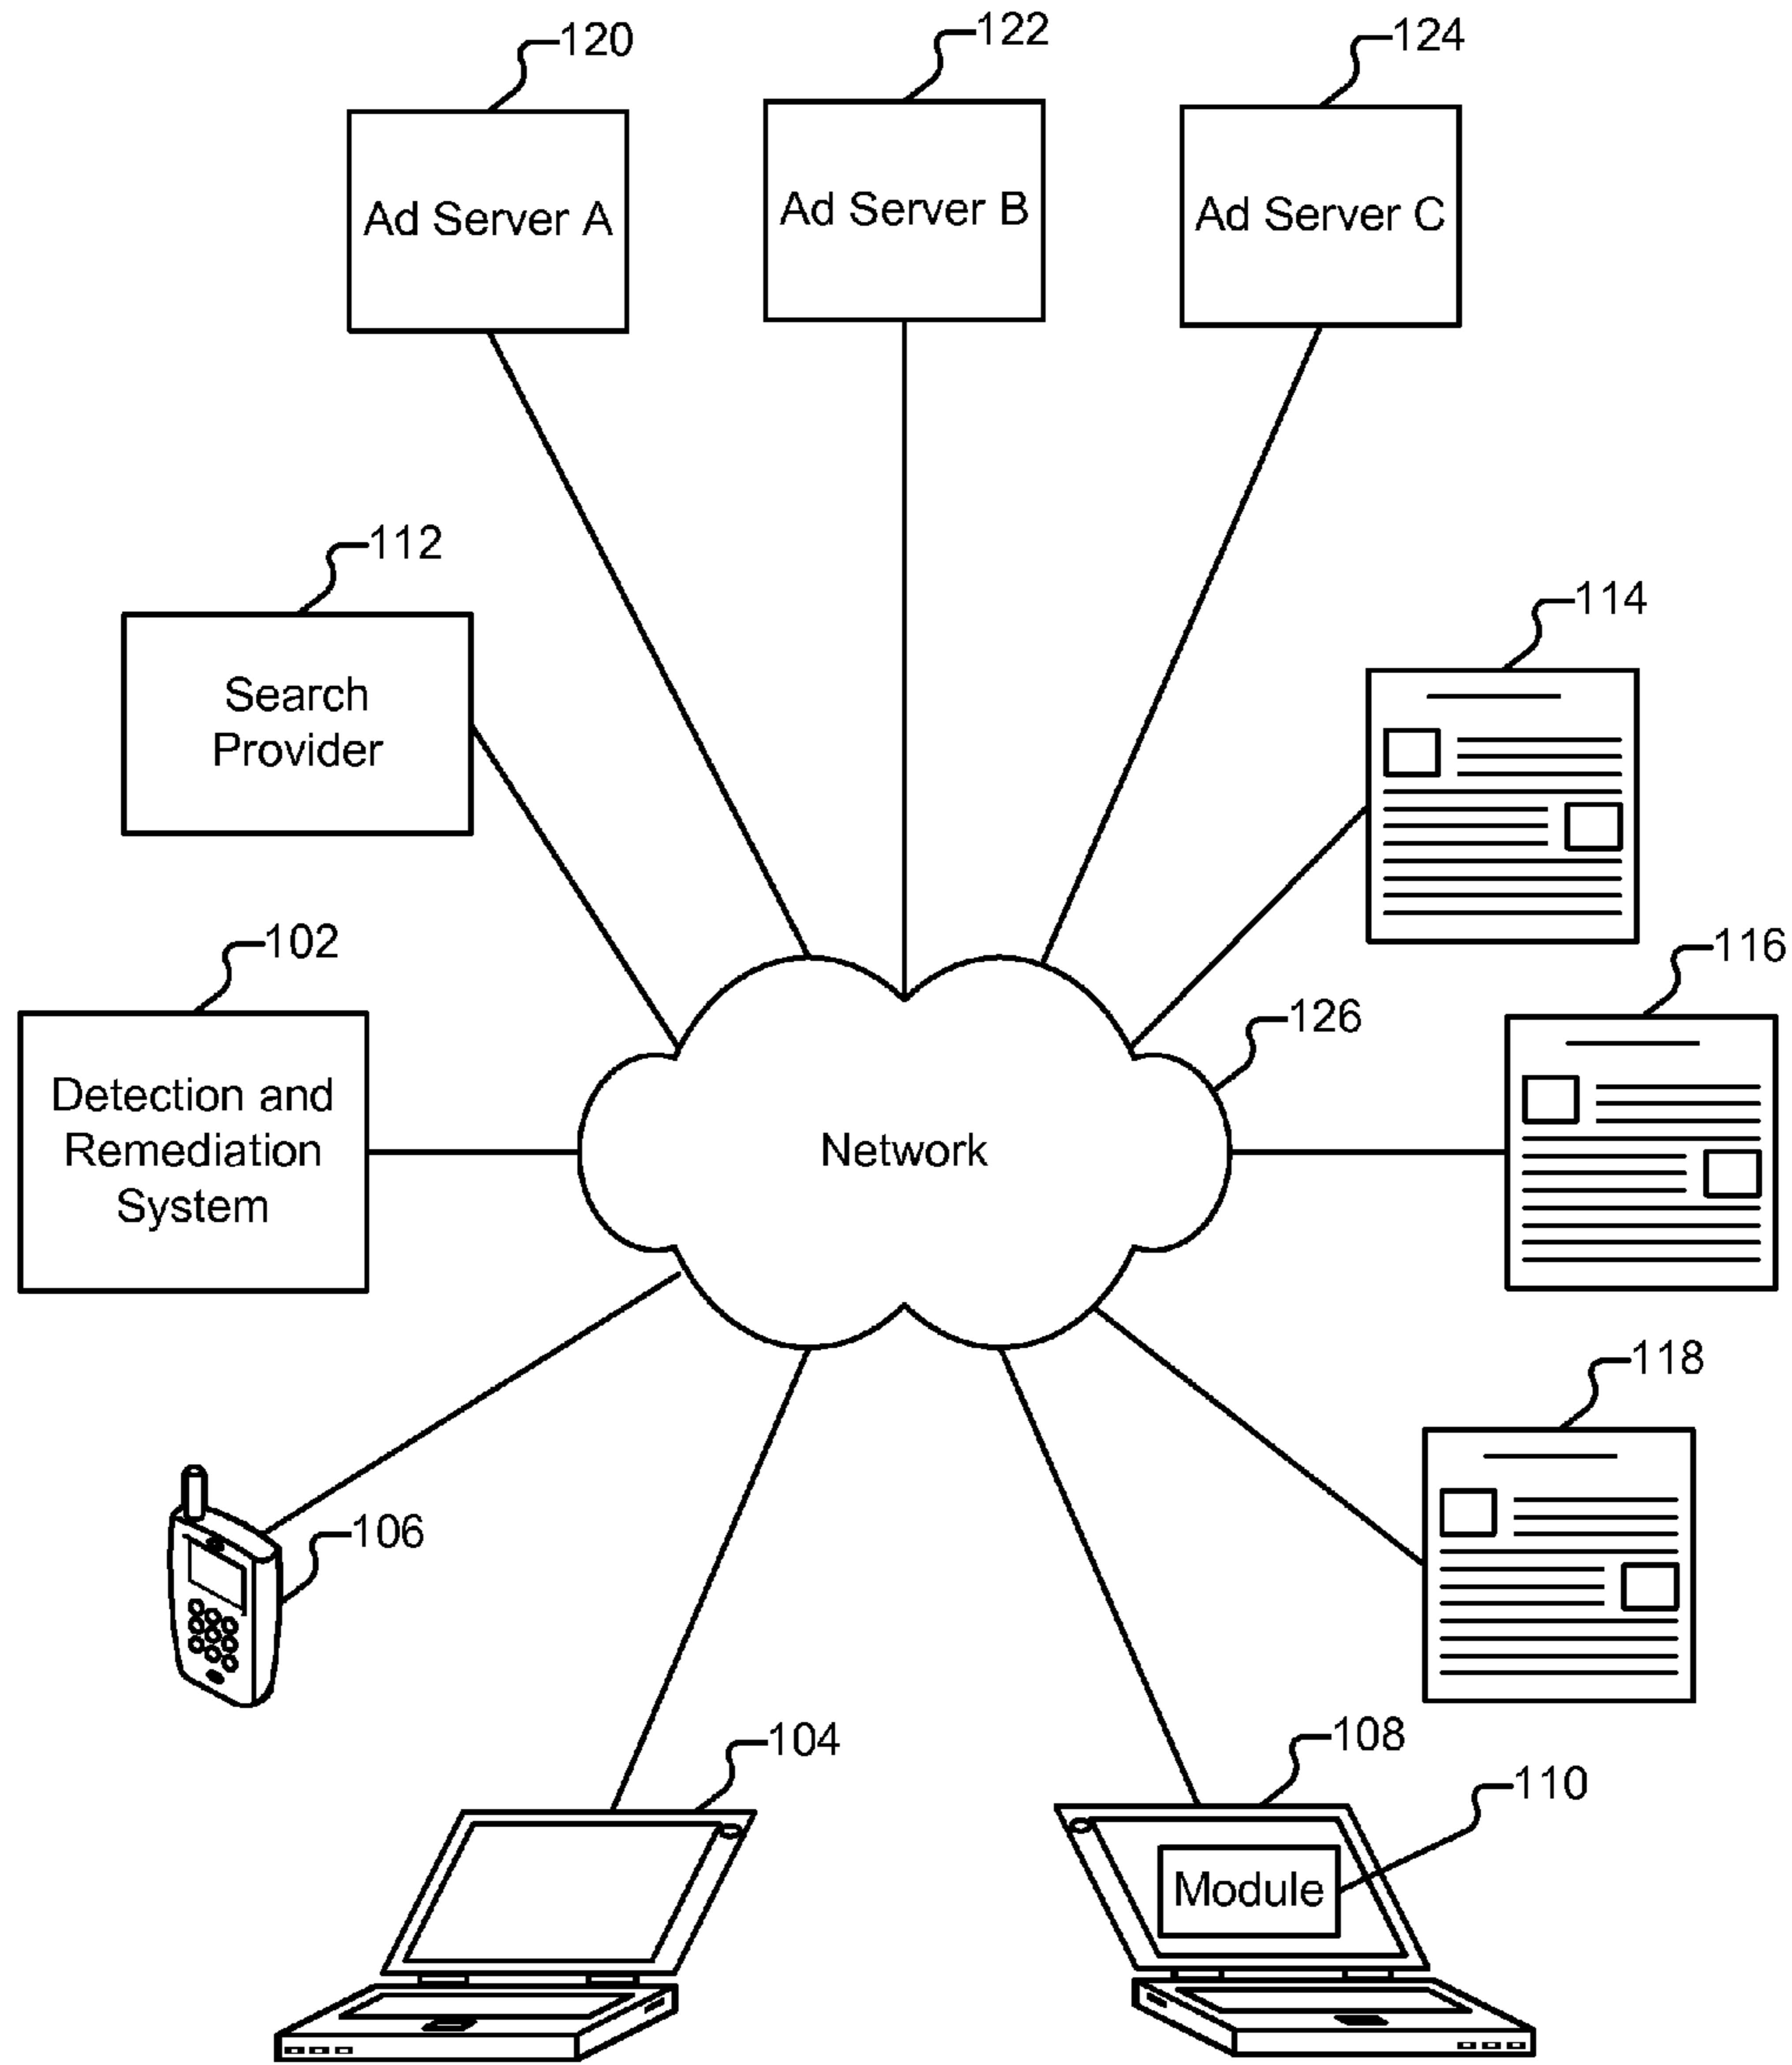 120
122
124
Ad Server A
Ad Server B
Ad Server C
112
Search
Provider
114
102
116
126
Detection and
Remediation
System
Network
118
106
104
108
110
Module